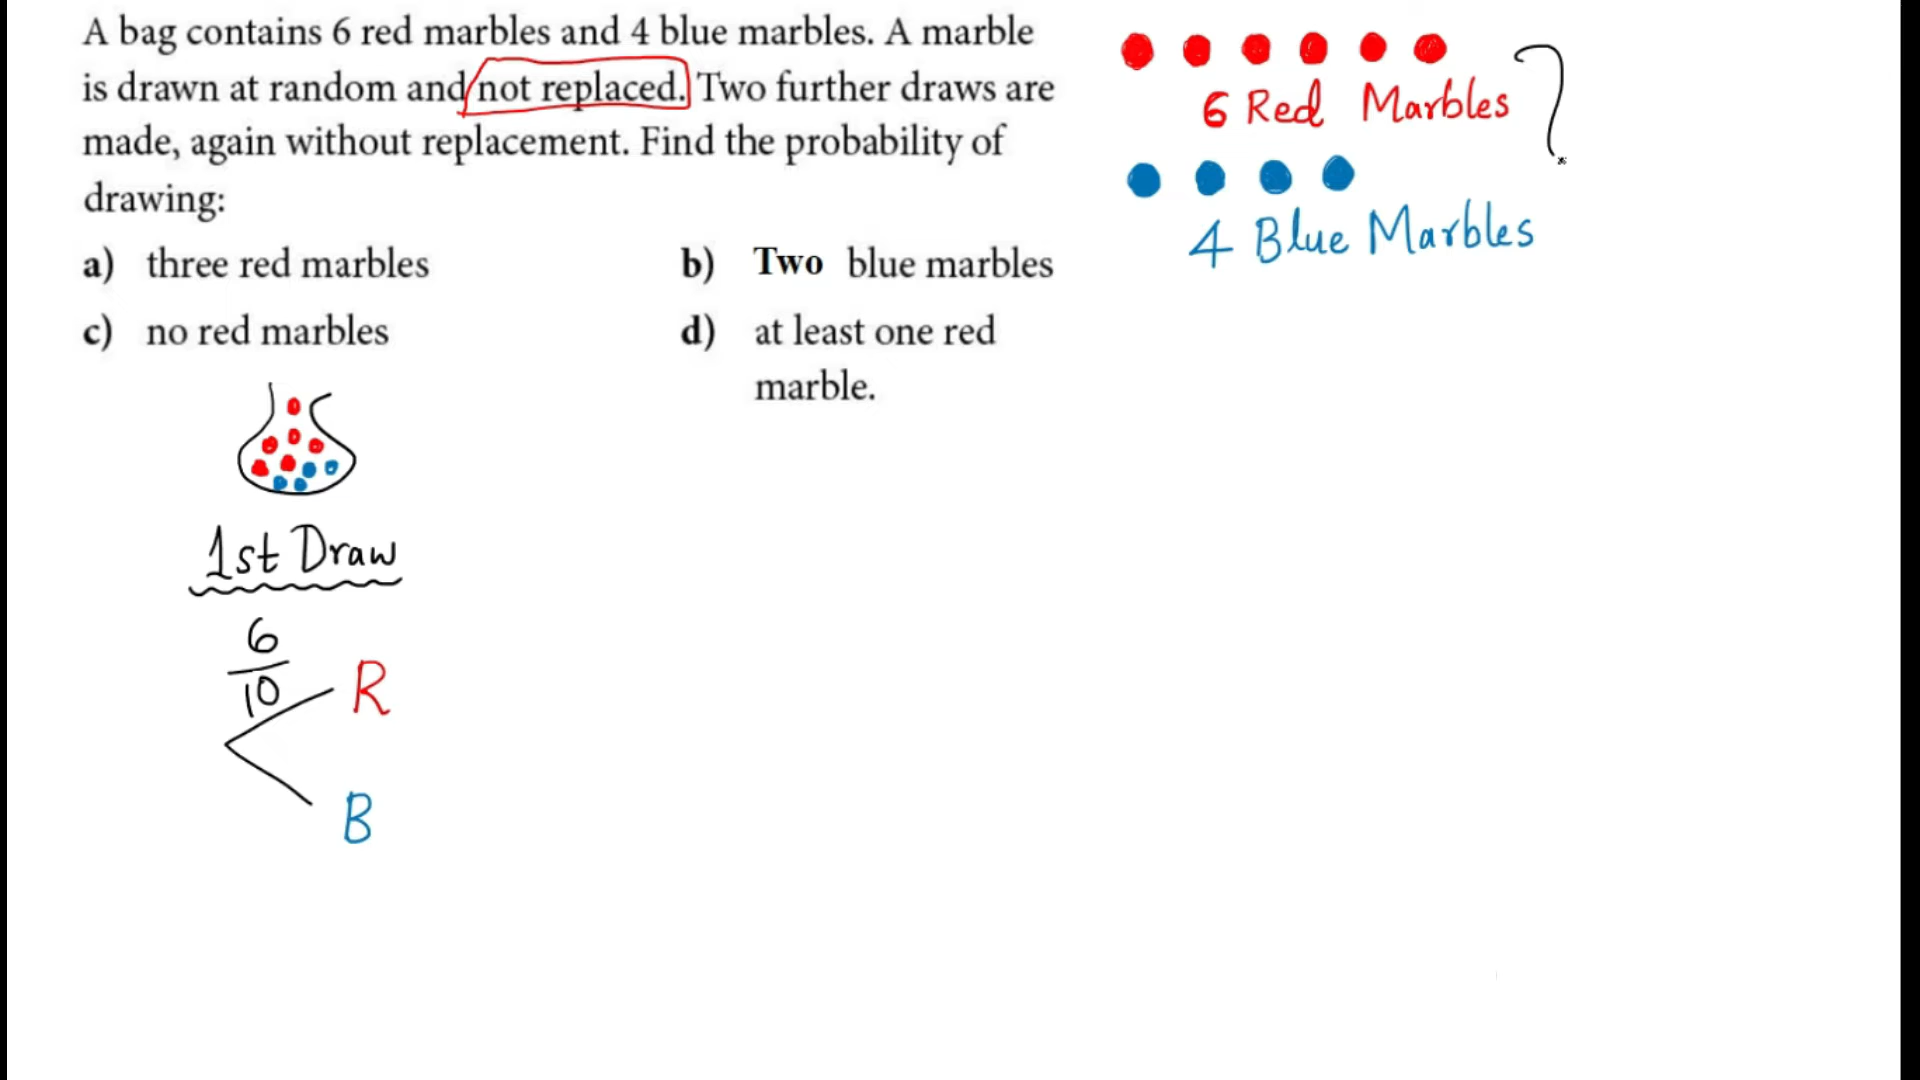 A bag contains 6 red marbles and 4 blue marbles. A marble
is drawn at random and not replaced. Two further draws are
made, again without replacement. Find the probability of
drawing:
a) three red marbles
b) Two blue marbles
c) no red marbles
d) at least one red
marble.
6 Red Marbles
4 Blue Marbles
1st Draw
6
10
R
B